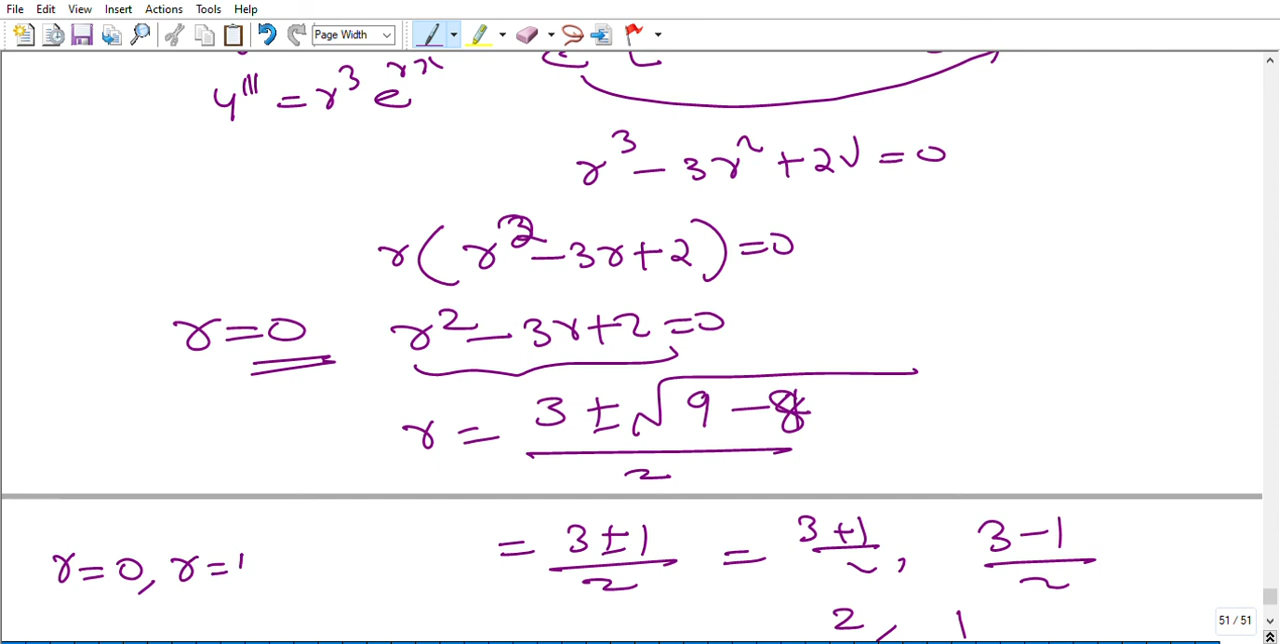 File Edit View Insert Actions Tools Help
Page Width
y''' = r³ e^{rx}
r³ - 3r² + 2r = 0
r(r² - 3r + 2) = 0
r = 0 r² - 3r + 2 = 0
r = (3 ± √(9 - 8)) / 2
r = 0, r = 1 = (3 ± 1) / 2 = (3 + 1) / 2, (3 - 1) / 2
2, 1
51 / 51